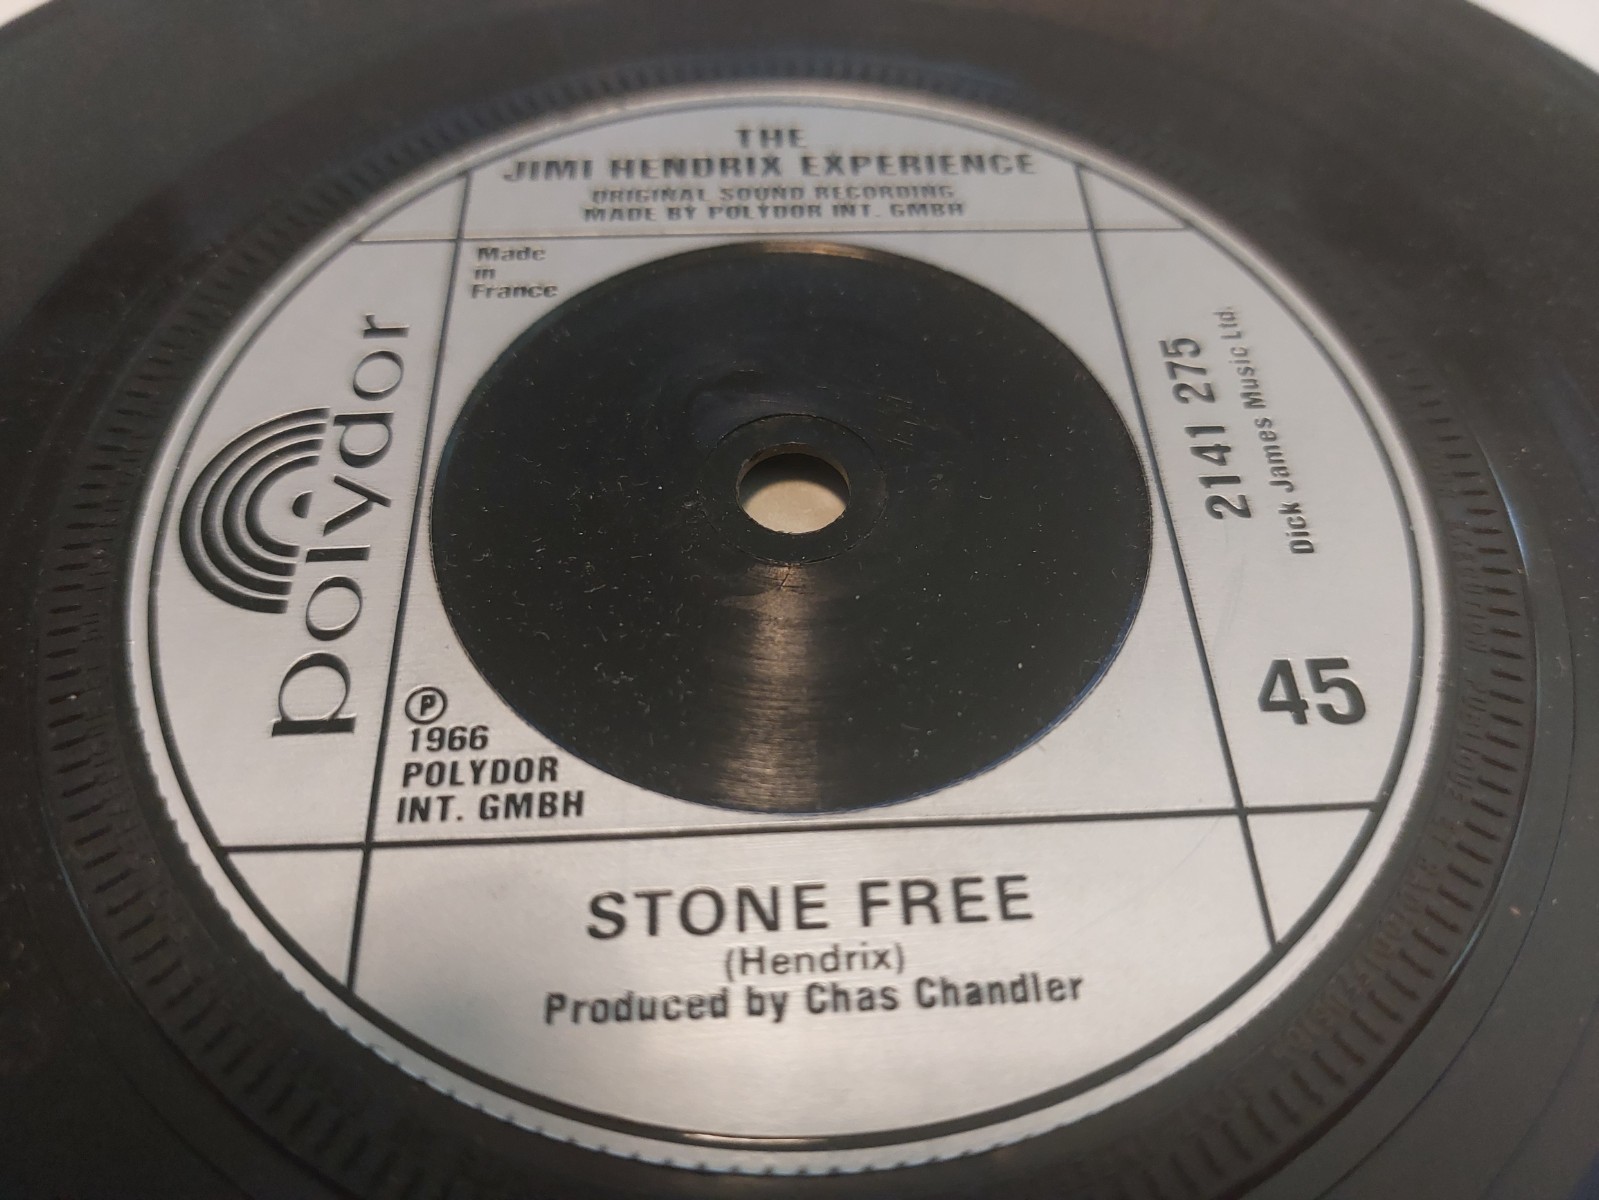 THE
JIMI HENDRIX EXPERIENCE
ORIGINAL SOUND RECORDING
MADE BY POLYDOR INT. GMBH
Made
in
France
polydor
2141 275
Dick James Music Ltd.
45
P
1966
POLYDOR
INT. GMBH
STONE FREE
(Hendrix)
Produced by Chas Chandler